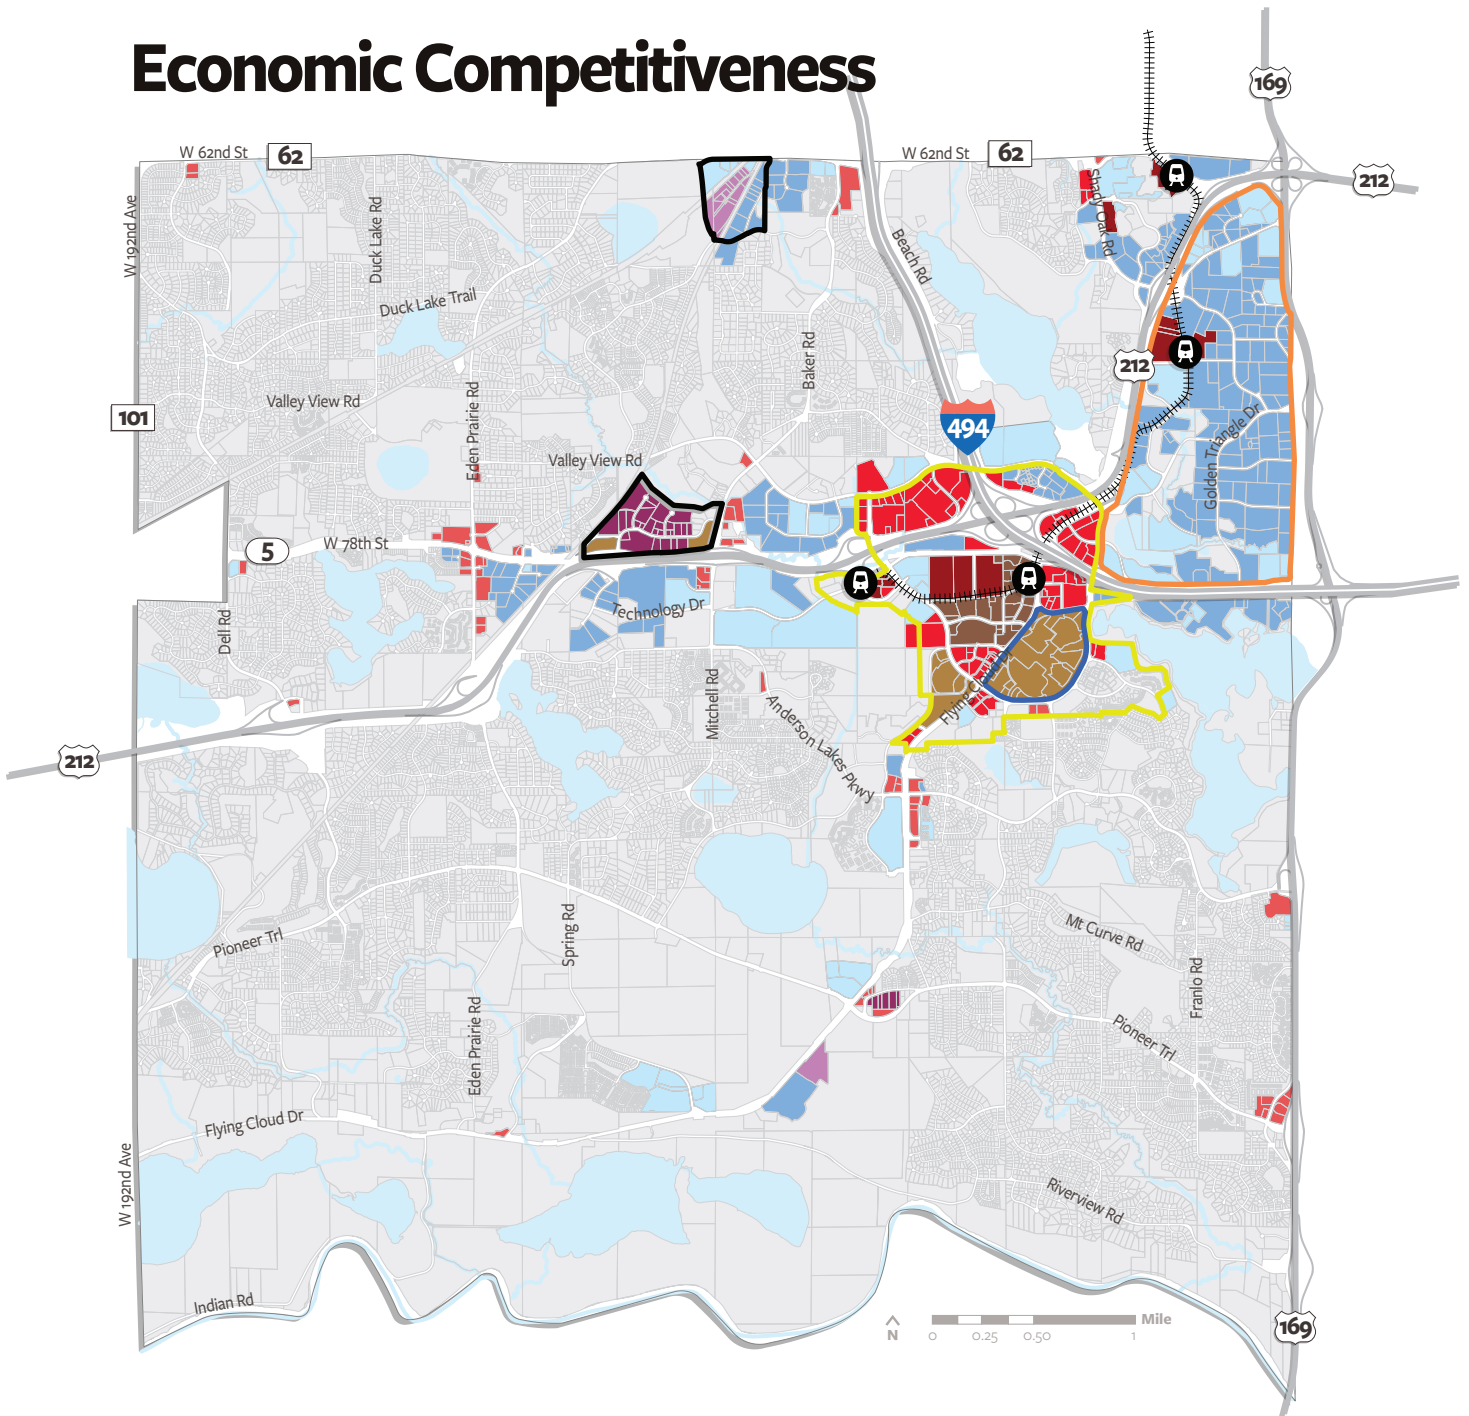 Economic Competitiveness
169
W 62nd St
62
W 62nd St
62
212
W 192nd Ave
Duck Lake Rd
Shady Oak Rd
Beach Rd
Duck Lake Trail
Baker Rd
212
Valley View Rd
101
Eden Prairie Rd
494
Golden Triangle Dr
Valley View Rd
5
W 78th St
Technology Dr
Dell Rd
Mitchell Rd
Flying Cloud Dr
Anderson Lakes Pkwy
212
Pioneer Trl
Spring Rd
Mt Curve Rd
Franlo Rd
Eden Prairie Rd
Pioneer Trl
Flying Cloud Dr
W 192nd Ave
Riverview Rd
Indian Rd
N
Mile
0 0.25 0.50 1
169